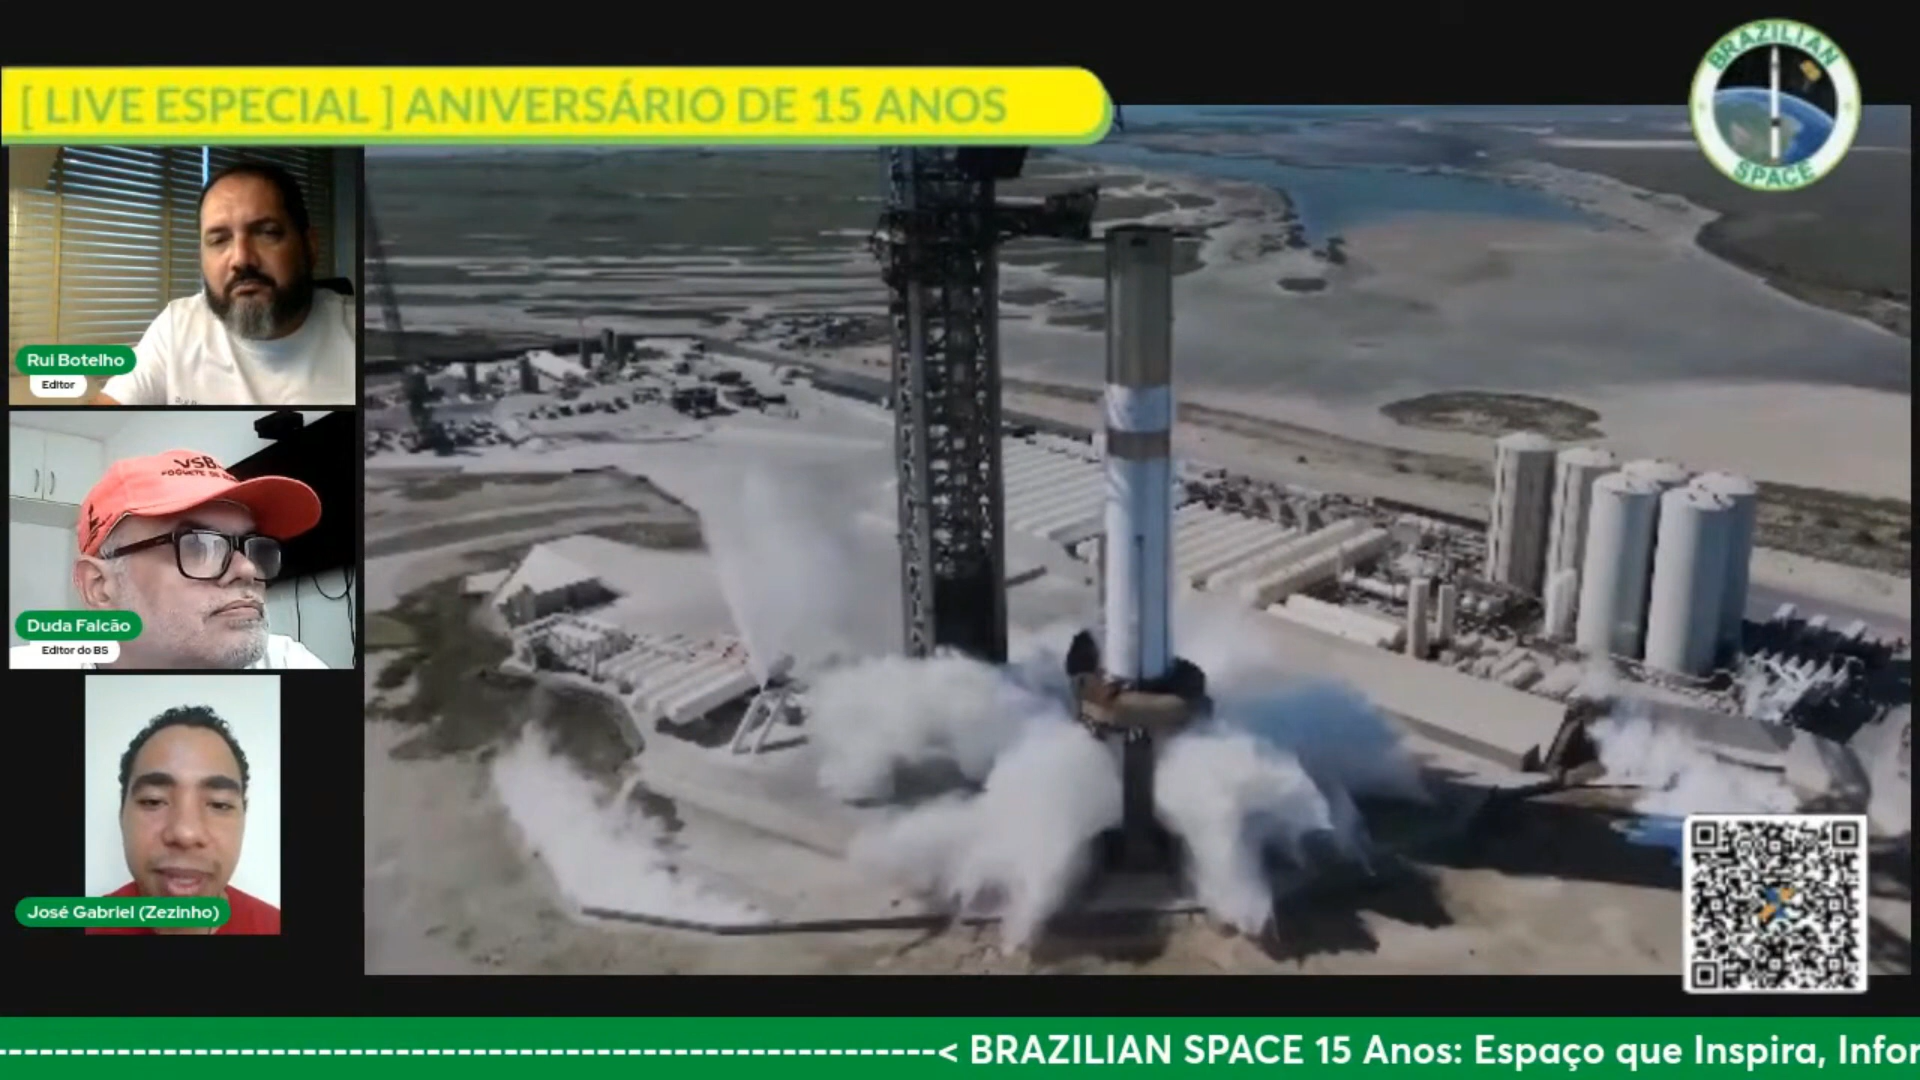 [ LIVE ESPECIAL ] ANIVERSÁRIO DE 15 ANOS
BRAZILIAN
SPACE
Rui Botelho
Editor
VSB
Duda Falcão
Editor do BS
José Gabriel (Zezinho)
< BRAZILIAN SPACE 15 Anos: Espaço que Inspira, Infor